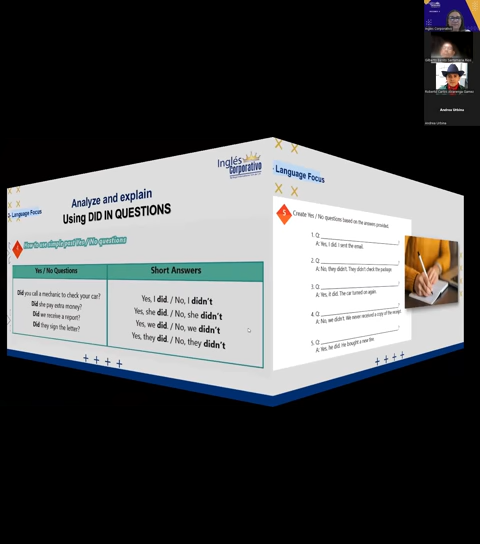 Inglés Corporativo
Andrea Urbina
Andrea Urbina
Inglés
Corporativo
Language Focus
Analyze and explain
Using DID IN QUESTIONS
How to use simple past Yes / No questions
Yes / No Questions
Short Answers
Did you call a mechanic to check your car?
Did she pay extra money?
Did we receive a report?
Did they sign the letter?
Yes, I did. / No, I didn't
Yes, she did. / No, she didn't
Yes, we did. / No, we didn't
Yes, they did. / No, they didn't
Language Focus
5
Create Yes / No questions based on the answers provided.
1. Q: ?
A: Yes, I did. I sent the email.
2. Q: ?
A: No, they didn't. They didn't check the packages
3. Q: ?
A: Yes, it did. The car turned on again.
4. Q: ?
A: No, we didn't. We never received a copy of the receipt.
5. Q: ?
A: Yes, he did. He bought a new tire.